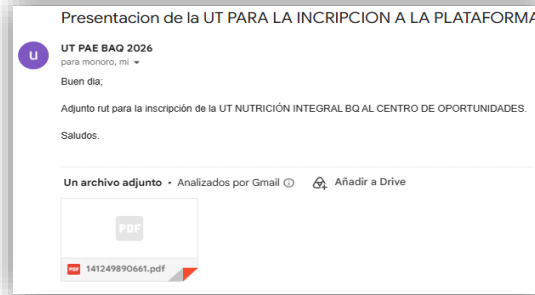 Presentacion de la UT PARA LA INCRIPCION A LA PLATAFORMA
u
UT PAE BAQ 2026
para monoro, mi
Buen dia;
Adjunto rut para la inscripción de la UT NUTRICIÓN INTEGRAL BQ AL CENTRO DE OPORTUNIDADES.
Saludos.
Un archivo adjunto • Analizados por Gmail Añadir a Drive
PDF
PDF 141249890661.pdf